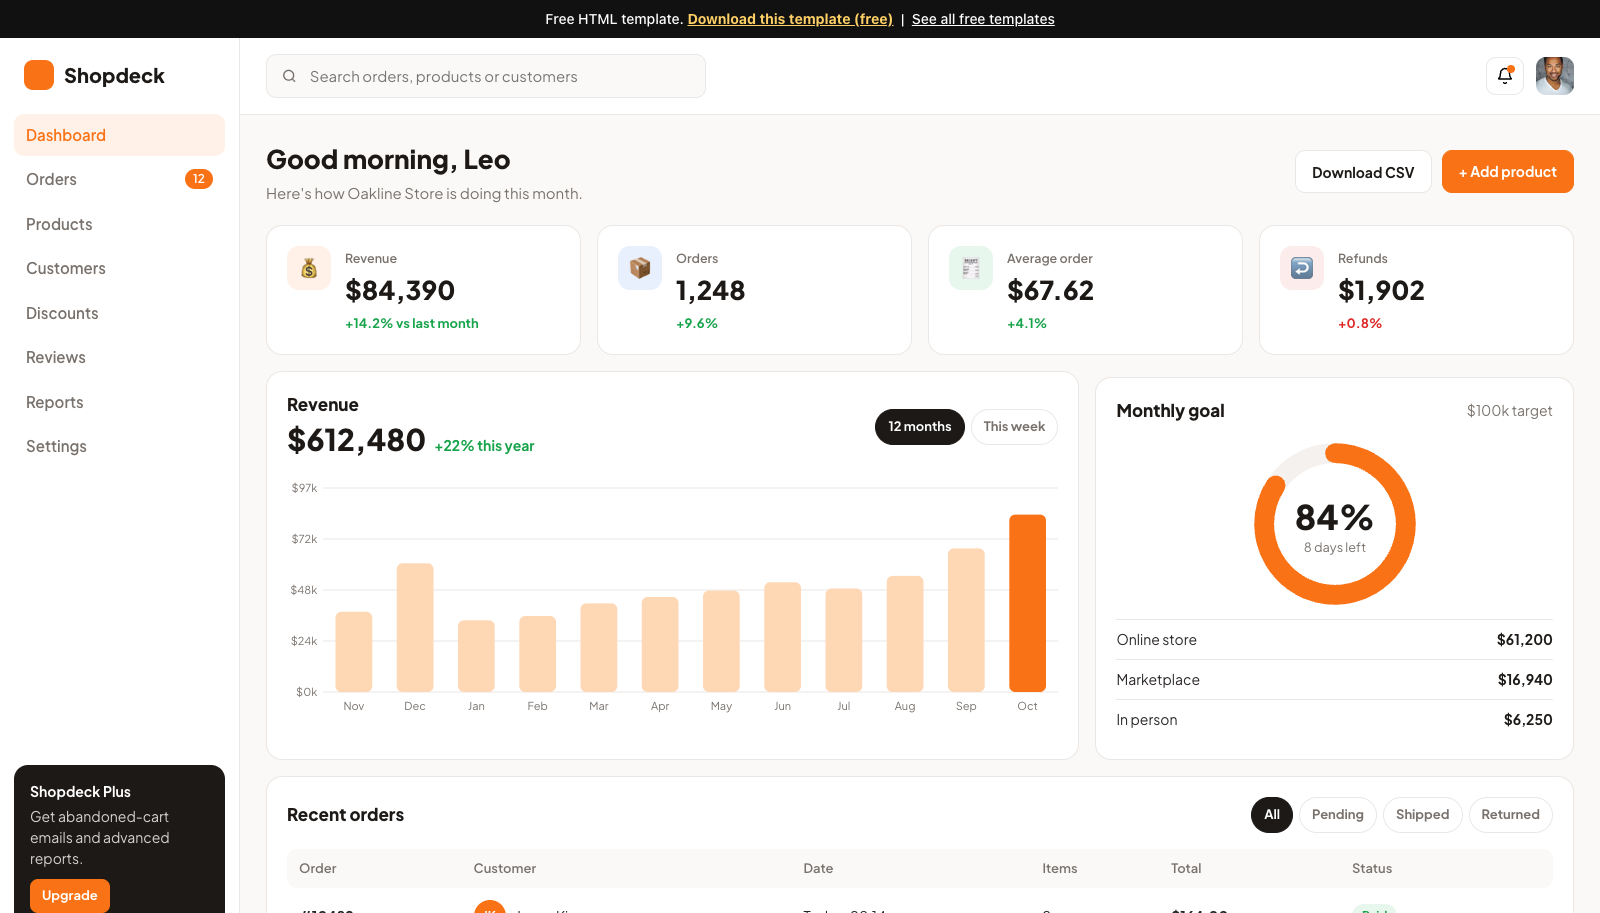 Free HTML template. Download this template (free) | See all free templates
Shopdeck
Search orders, products or customers
Dashboard
Orders 12
Products
Customers
Discounts
Reviews
Reports
Settings
Shopdeck Plus
Get abandoned-cart
emails and advanced
reports.
Upgrade
Good morning, Leo
Here's how Oakline Store is doing this month.
Download CSV
+ Add product
Revenue
$84,390
+14.2% vs last month
Orders
1,248
+9.6%
Average order
$67.62
+4.1%
Refunds
$1,902
+0.8%
Revenue
$612,480 +22% this year
12 months
This week
$97k
$72k
$48k
$24k
$0k
Nov Dec Jan Feb Mar Apr May Jun Jul Aug Sep Oct
Monthly goal
$100k target
84%
8 days left
Online store $61,200
Marketplace $16,940
In person $6,250
Recent orders
All Pending Shipped Returned
Order Customer Date Items Total Status